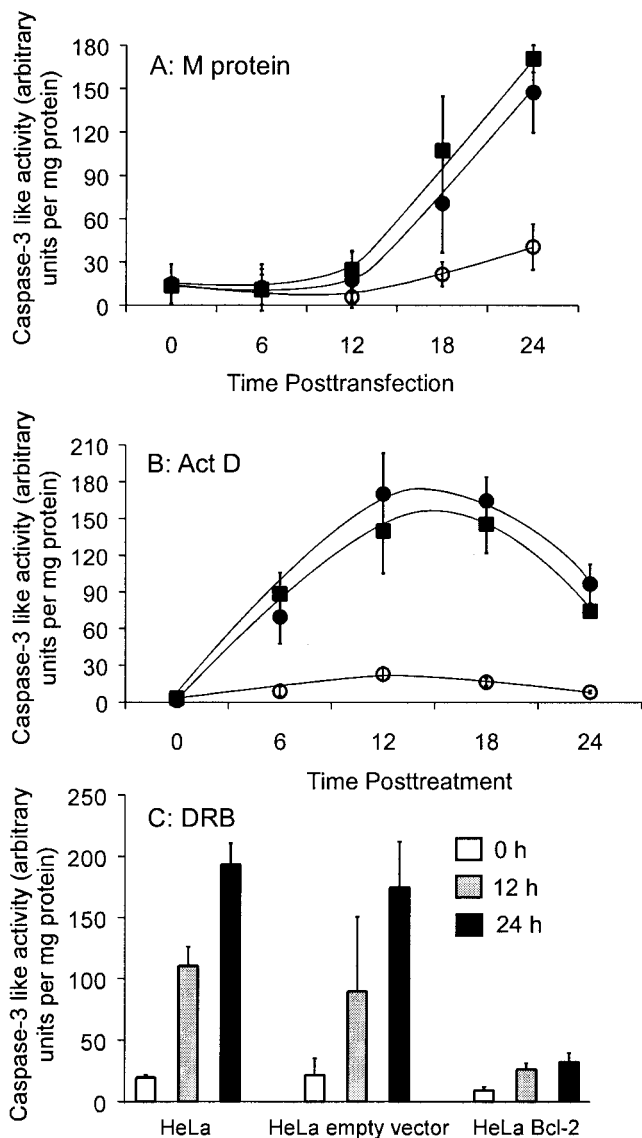 Caspase-3 like activity (arbitrary
units per mg protein)
A: M protein
180
150
120
90
60
30
0
0 6 12 18 24
Time Posttransfection
Caspase-3 like activity (arbitrary
units per mg protein)
B: Act D
210
180
150
120
90
60
30
0
0 6 12 18 24
Time Posttreatment
Caspase-3 like activity (arbitrary
units per mg protein)
C: DRB
250
200
150
100
50
0
0 h
12 h
24 h
HeLa HeLa empty vector HeLa Bcl-2